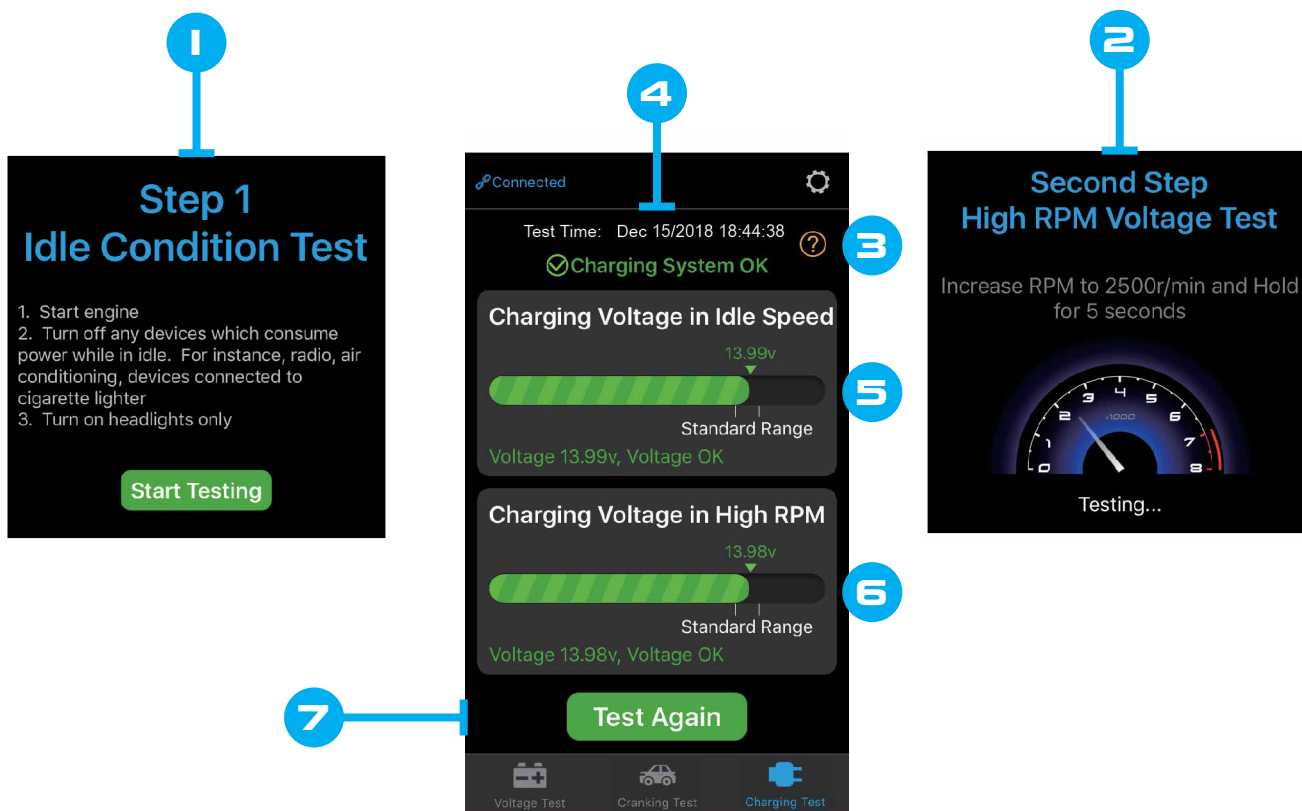 1
Step 1
Idle Condition Test
1. Start engine
2. Turn off any devices which consume
power while in idle. For instance, radio, air
conditioning, devices connected to
cigarette lighter
3. Turn on headlights only
Start Testing
4
Connected
Test Time: Dec 15/2018 18:44:38
?
3
Charging System OK
Charging Voltage in Idle Speed
13.99v
5
Standard Range
Voltage 13.99v, Voltage OK
Charging Voltage in High RPM
13.98v
6
Standard Range
Voltage 13.98v, Voltage OK
7
Test Again
Voltage Test
Cranking Test
Charging Test
2
Second Step
High RPM Voltage Test
Increase RPM to 2500r/min and Hold
for 5 seconds
0 1 2 3 4 5 6 7 8
Testing...